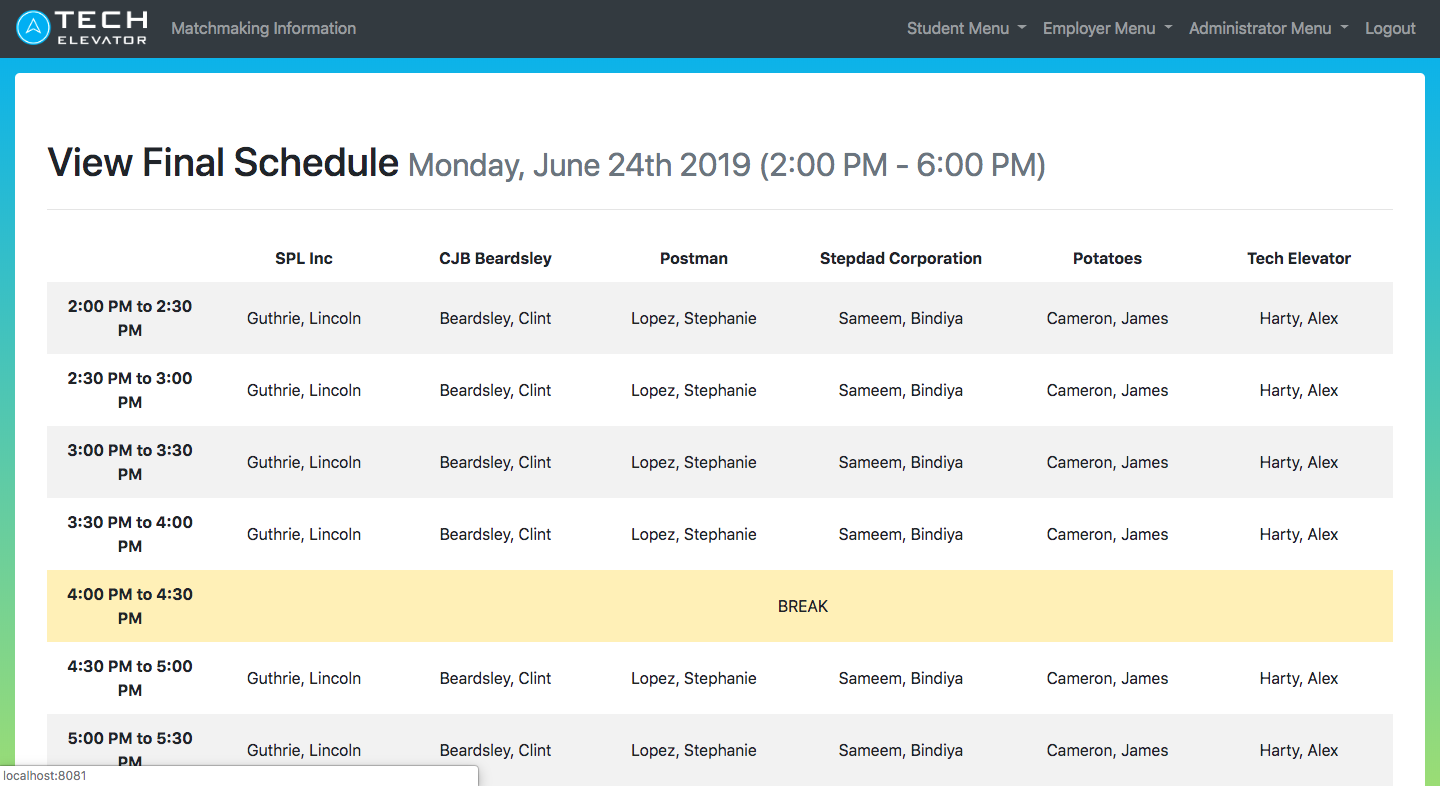 TECH
ELEVATOR
Matchmaking Information
Student Menu
Employer Menu
Administrator Menu
Logout
View Final Schedule Monday, June 24th 2019 (2:00 PM - 6:00 PM)
SPL Inc CJB Beardsley Postman Stepdad Corporation Potatoes Tech Elevator
2:00 PM to 2:30
PM
Guthrie, Lincoln Beardsley, Clint Lopez, Stephanie Sameem, Bindiya Cameron, James Harty, Alex
2:30 PM to 3:00
PM
Guthrie, Lincoln Beardsley, Clint Lopez, Stephanie Sameem, Bindiya Cameron, James Harty, Alex
3:00 PM to 3:30
PM
Guthrie, Lincoln Beardsley, Clint Lopez, Stephanie Sameem, Bindiya Cameron, James Harty, Alex
3:30 PM to 4:00
PM
Guthrie, Lincoln Beardsley, Clint Lopez, Stephanie Sameem, Bindiya Cameron, James Harty, Alex
4:00 PM to 4:30
PM
BREAK
4:30 PM to 5:00
PM
Guthrie, Lincoln Beardsley, Clint Lopez, Stephanie Sameem, Bindiya Cameron, James Harty, Alex
5:00 PM to 5:30
PM
Guthrie, Lincoln Beardsley, Clint Lopez, Stephanie Sameem, Bindiya Cameron, James Harty, Alex
localhost:8081